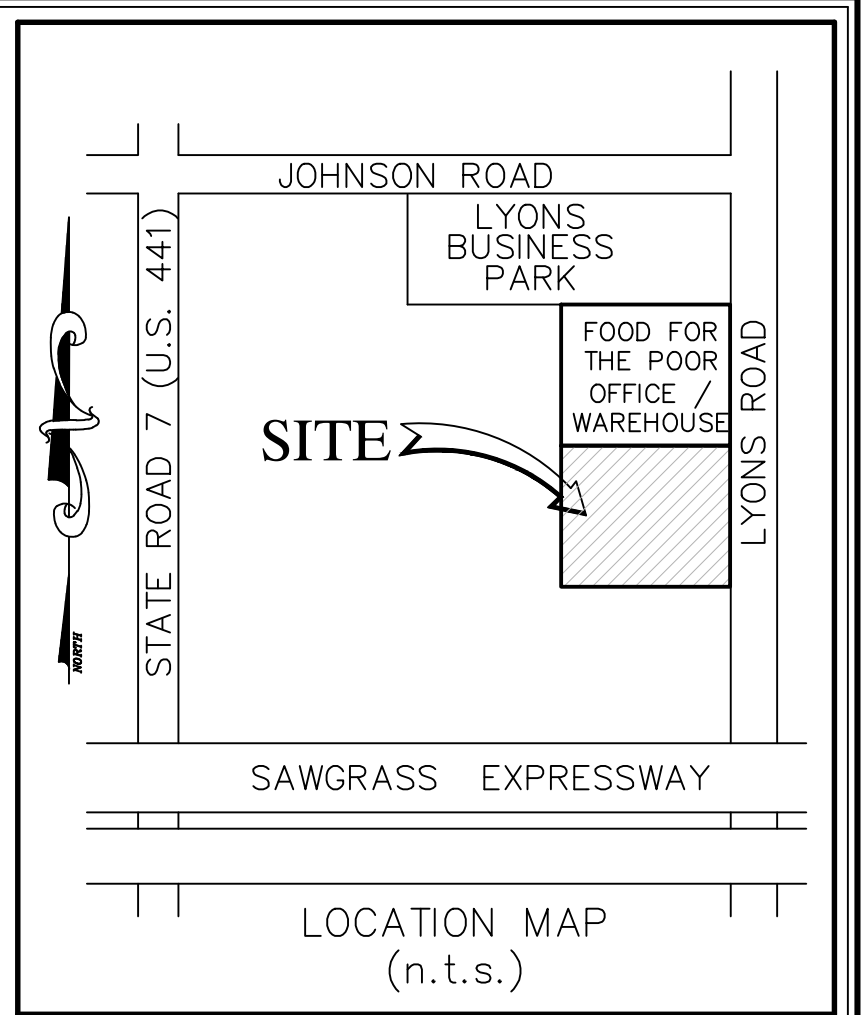 JOHNSON ROAD
LYONS
BUSINESS
PARK
STATE ROAD 7 (U.S. 441)
FOOD FOR
THE POOR
OFFICE /
WAREHOUSE
LYONS ROAD
SITE
NORTH
SAWGRASS EXPRESSWAY
LOCATION MAP
(n.t.s.)